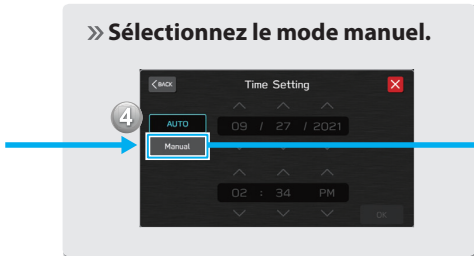 » Sélectionnez le mode manuel.
< BACK Time Setting X
4
AUTO
09 / 27 / 2021
Manual
02 : 34 PM
OK